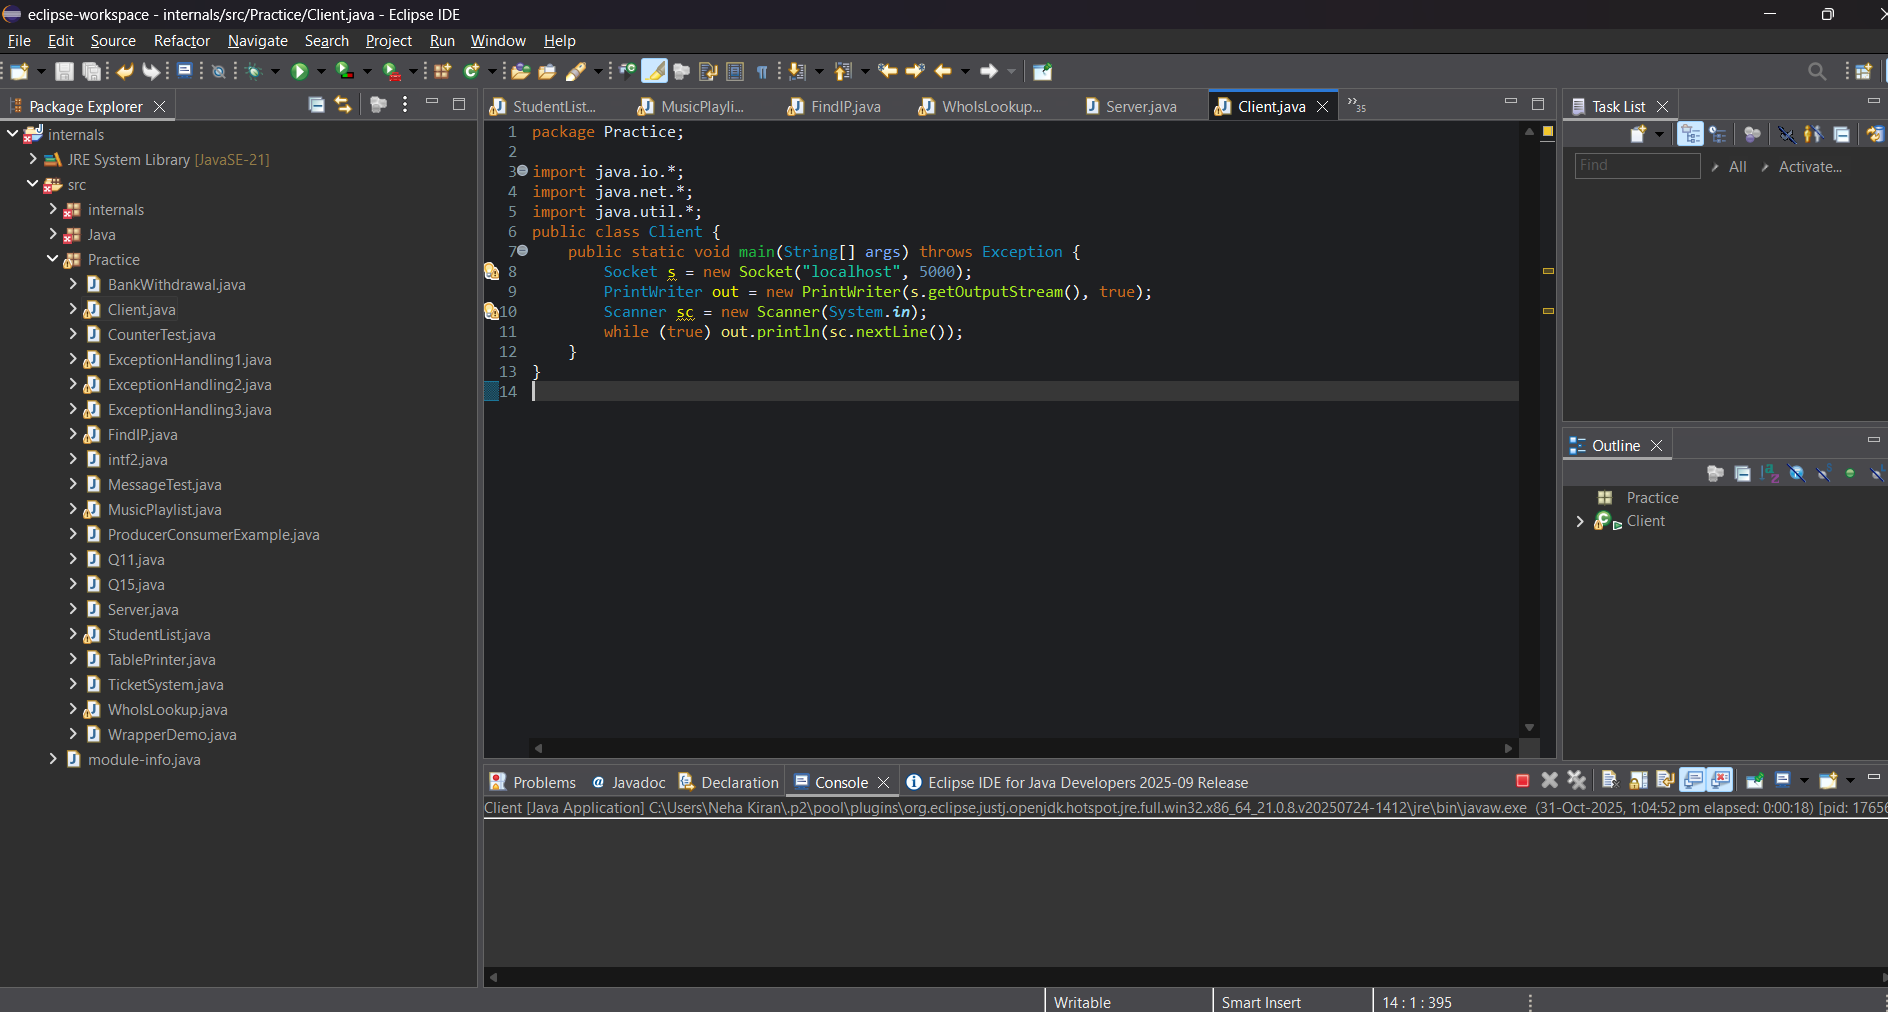 eclipse-workspace - internals/src/Practice/Client.java - Eclipse IDE
File Edit Source Refactor Navigate Search Project Run Window Help
Package Explorer
internals
JRE System Library [JavaSE-21]
src
internals
Java
Practice
BankWithdrawal.java
Client.java
CounterTest.java
ExceptionHandling1.java
ExceptionHandling2.java
ExceptionHandling3.java
FindIP.java
intf2.java
MessageTest.java
MusicPlaylist.java
ProducerConsumerExample.java
Q11.java
Q15.java
Server.java
StudentList.java
TablePrinter.java
TicketSystem.java
WhoIsLookup.java
WrapperDemo.java
module-info.java
StudentList... MusicPlayli... FindIP.java WhoIsLookup... Server.java Client.java »35
1 package Practice;
2
3 import java.io.*;
4 import java.net.*;
5 import java.util.*;
6 public class Client {
7 public static void main(String[] args) throws Exception {
8 Socket s = new Socket("localhost", 5000);
9 PrintWriter out = new PrintWriter(s.getOutputStream(), true);
10 Scanner sc = new Scanner(System.in);
11 while (true) out.println(sc.nextLine());
12 }
13 }
14
Task List
Find All Activate...
Outline
Practice
Client
Problems Javadoc Declaration Console Eclipse IDE for Java Developers 2025-09 Release
Client [Java Application] C:\Users\Neha Kiran\.p2\pool\plugins\org.eclipse.justj.openjdk.hotspot.jre.full.win32.x86_64_21.0.8.v20250724-1412\jre\bin\javaw.exe (31-Oct-2025, 1:04:52 pm elapsed: 0:00:18) [pid: 1765
Writable Smart Insert 14 : 1 : 395